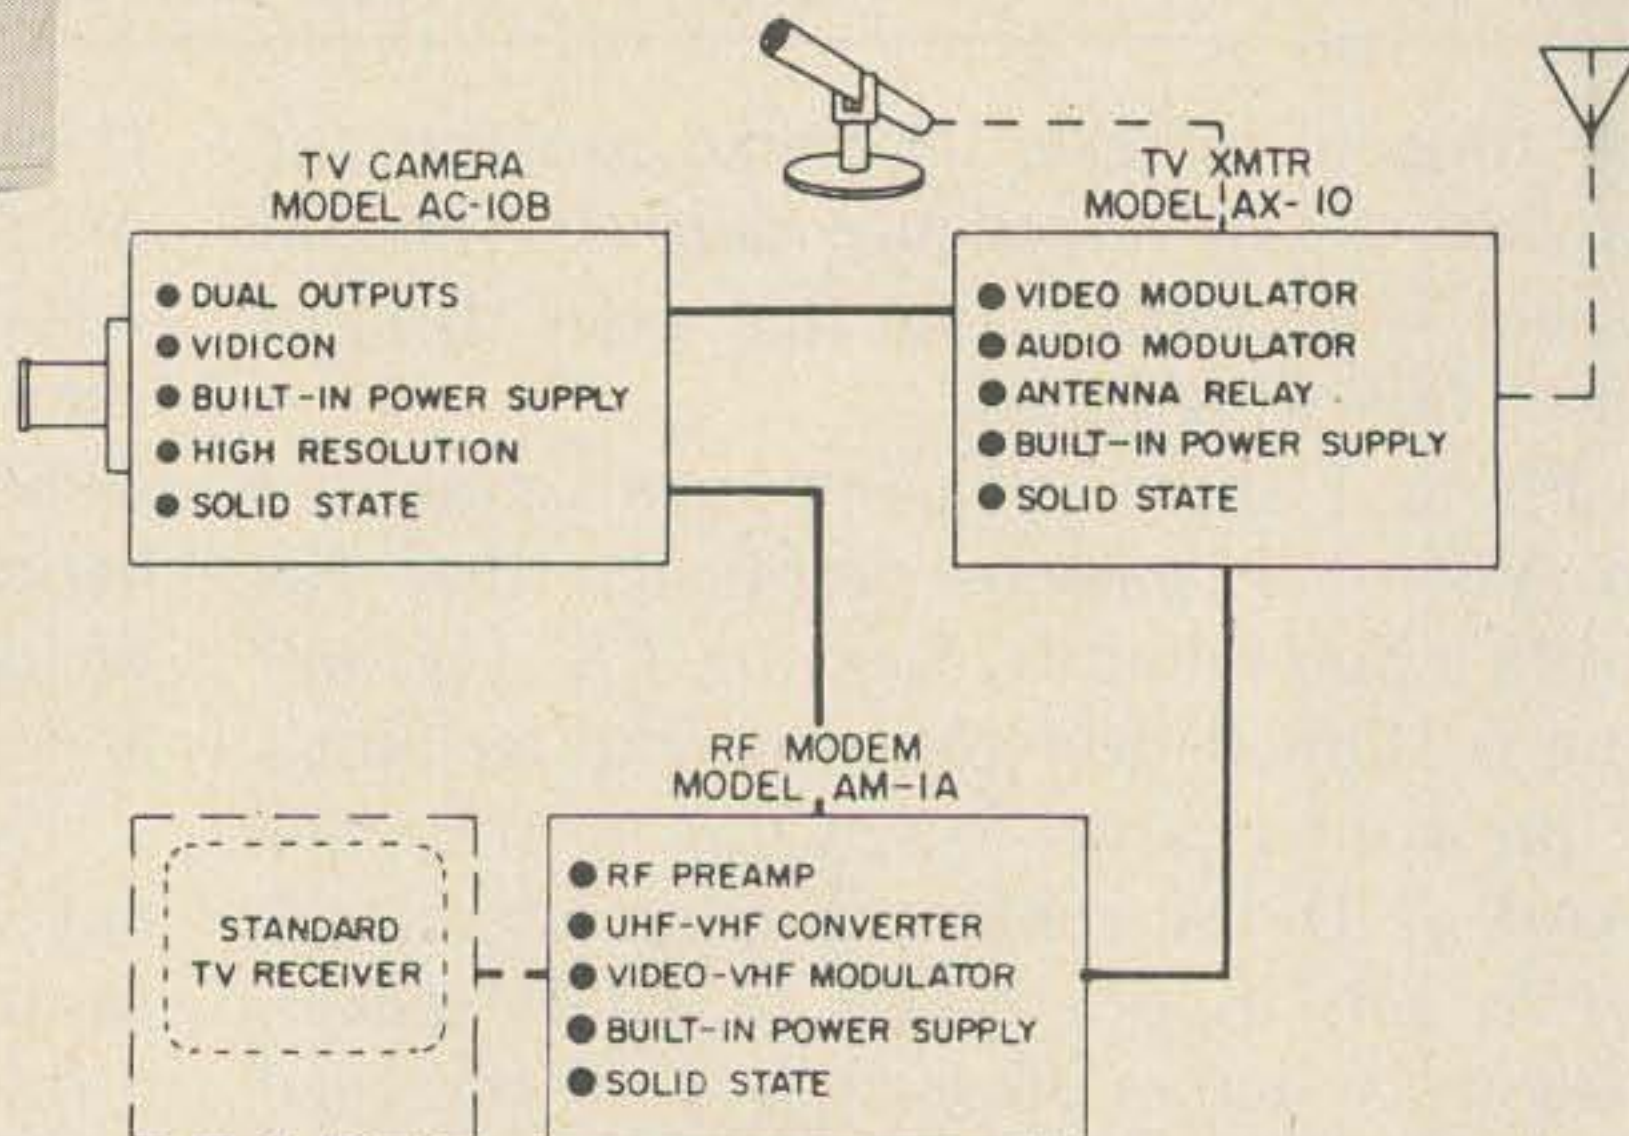 TV CAMERA
MODEL AC-10B
● DUAL OUTPUTS
● VIDICON
● BUILT-IN POWER SUPPLY
● HIGH RESOLUTION
● SOLID STATE
TV XMTR
MODEL AX-10
● VIDEO MODULATOR
● AUDIO MODULATOR
● ANTENNA RELAY
● BUILT-IN POWER SUPPLY
● SOLID STATE
RF MODEM
MODEL AM-1A
● RF PREAMP
● UHF-VHF CONVERTER
● VIDEO-VHF MODULATOR
● BUILT-IN POWER SUPPLY
● SOLID STATE
STANDARD
TV RECEIVER